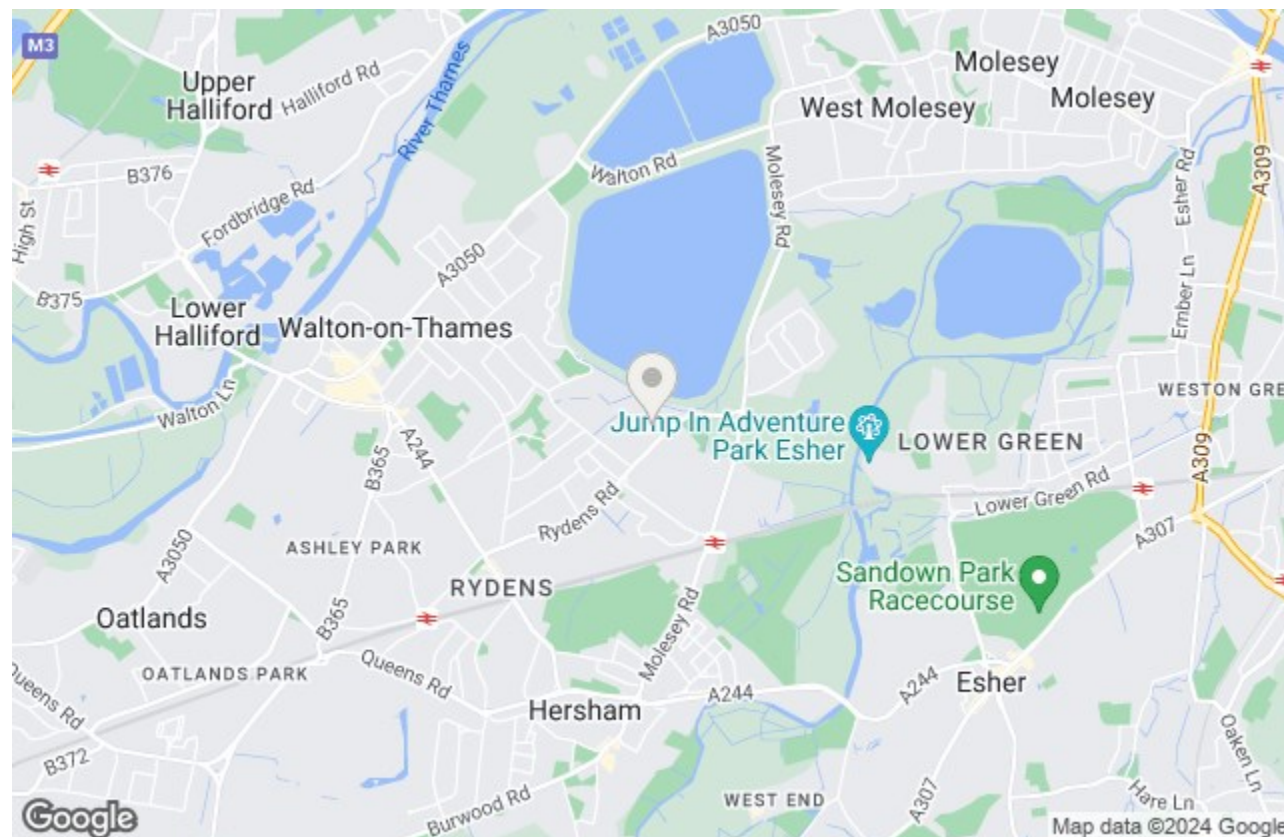 M3
A3050
Molesey
Upper
Halliford
Halliford Rd
River Thames
West Molesey
Molesey
B376
Walton Rd
Molesey Rd
Esher Rd
A309
High St
Fordbridge Rd
A3050
B375
Lower
Halliford
Walton-on-Thames
Ember Ln
Walton Ln
WESTON GRE
Jump In Adventure
Park Esher
LOWER GREEN
A244
B365
A309
Lower Green Rd
Rydens Rd
A3050
ASHLEY PARK
A307
RYDENS
Sandown Park
Racecourse
Oatlands
B365
Molesey Rd
OATLANDS PARK
Queens Rd
Queens Rd
Hersham
A244
A244
Esher
B372
Oaken Ln
Burwood Rd
WEST END
A307
Hare Ln
Google
Map data ©2024 Google